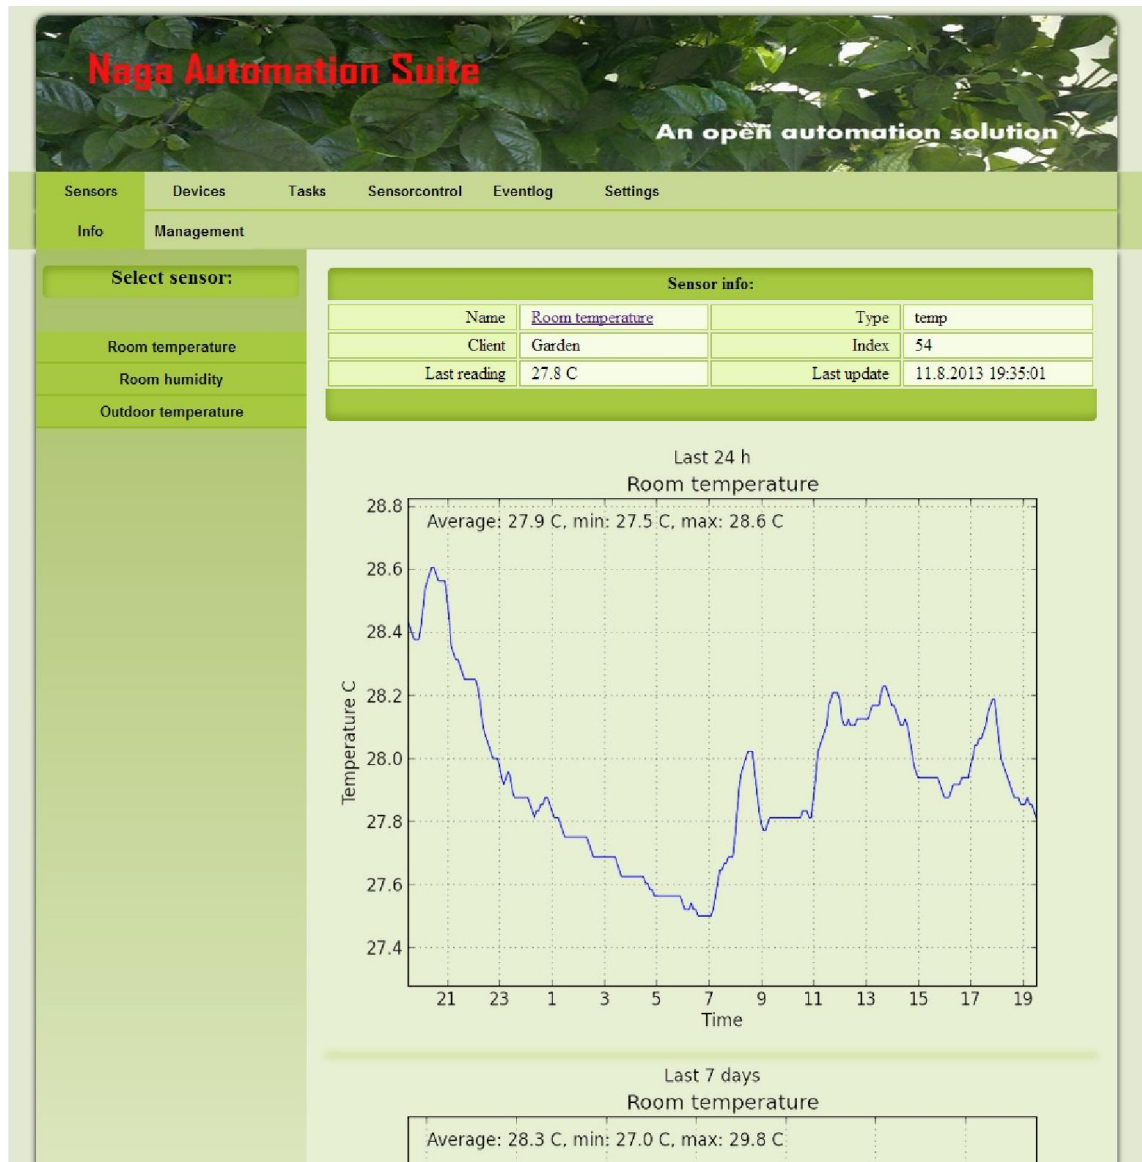 Naga Automation Suite
An open automation solution
Sensors Devices Tasks Sensorcontrol Eventlog Settings
Info Management
Select sensor:
Room temperature
Room humidity
Outdoor temperature
Sensor info:
Name Room temperature Type temp
Client Garden Index 54
Last reading 27.8 C Last update 11.8.2013 19:35:01
Last 24 h
Room temperature
Average: 27.9 C, min: 27.5 C, max: 28.6 C
28.8
28.6
28.4
28.2
28.0
27.8
27.6
27.4
Temperature C
21 23 1 3 5 7 9 11 13 15 17 19
Time
Last 7 days
Room temperature
Average: 28.3 C, min: 27.0 C, max: 29.8 C